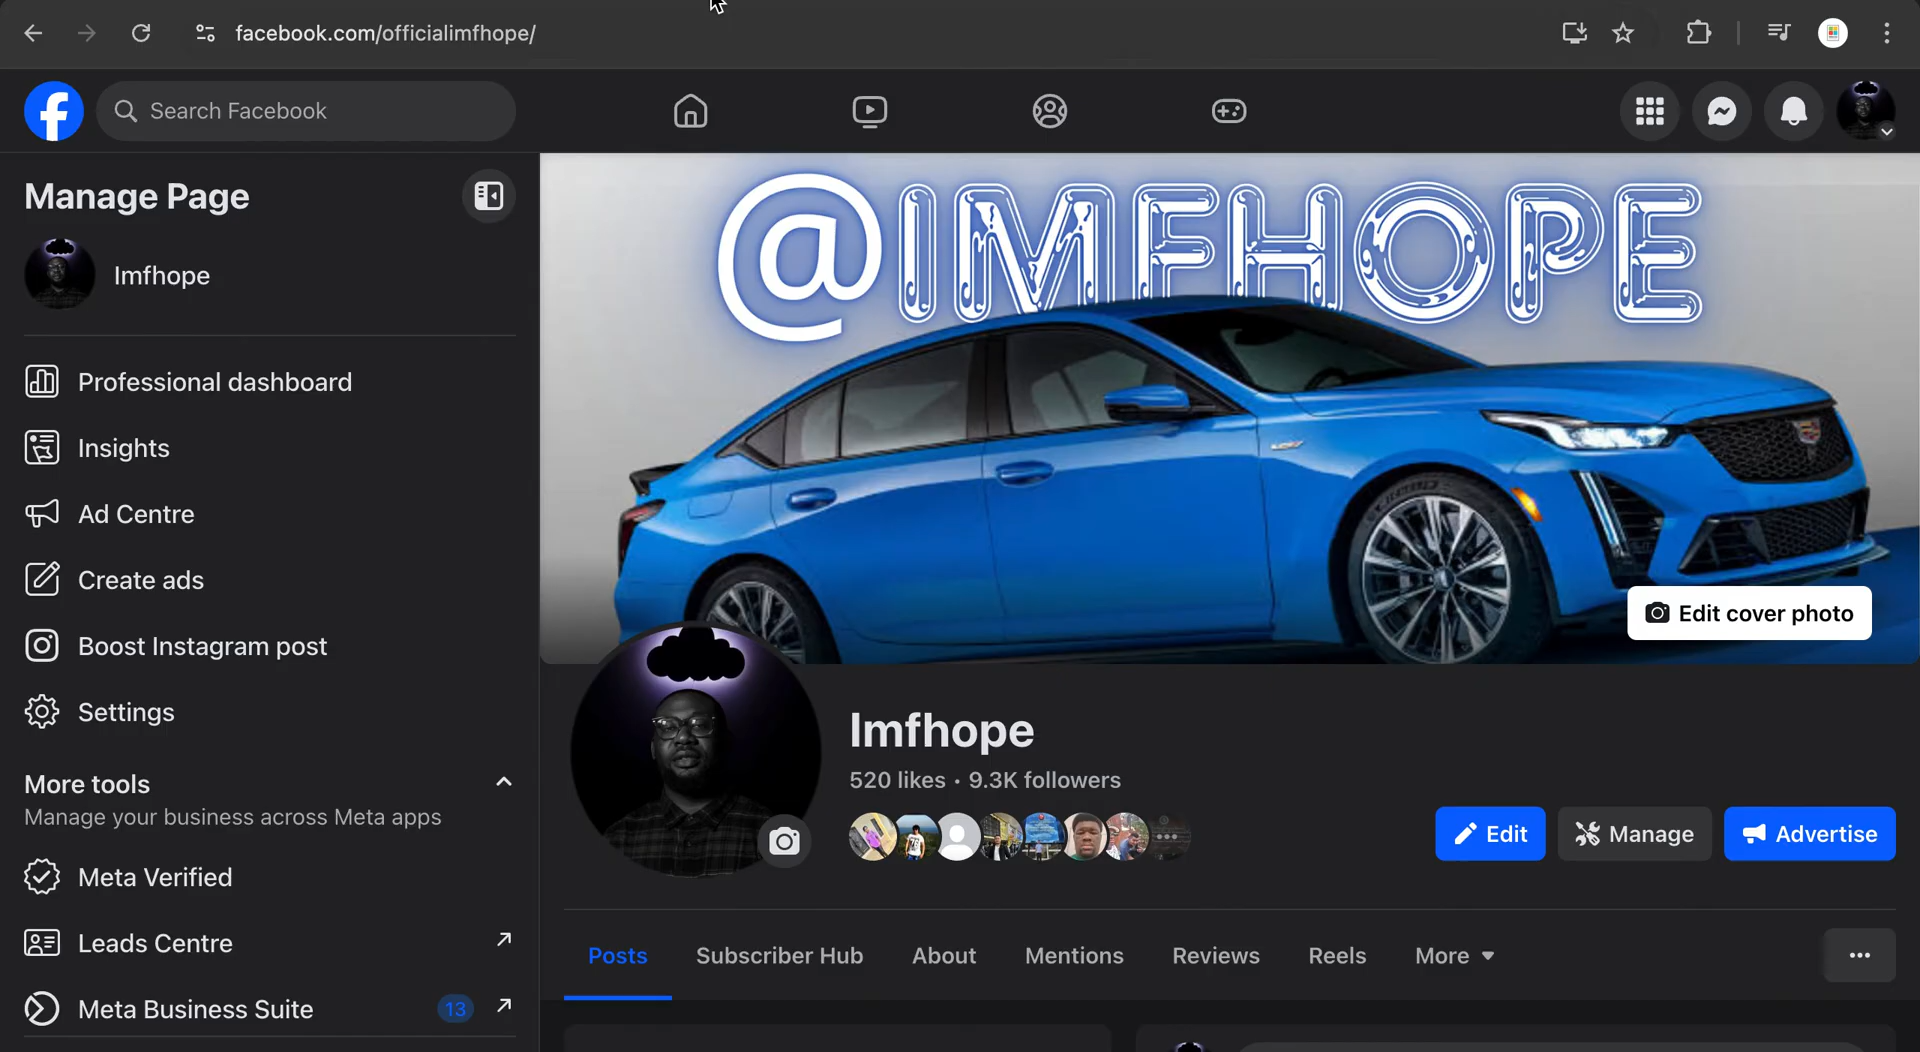 facebook.com/officialimfhope/
Search Facebook
Manage Page
Imfhope
Professional dashboard
Insights
Ad Centre
Create ads
Boost Instagram post
Settings
More tools
Manage your business across Meta apps
Meta Verified
Leads Centre
Meta Business Suite 13
@IMFHOPE
Edit cover photo
Imfhope
520 likes • 9.3K followers
Edit Manage Advertise
Posts Subscriber Hub About Mentions Reviews Reels More